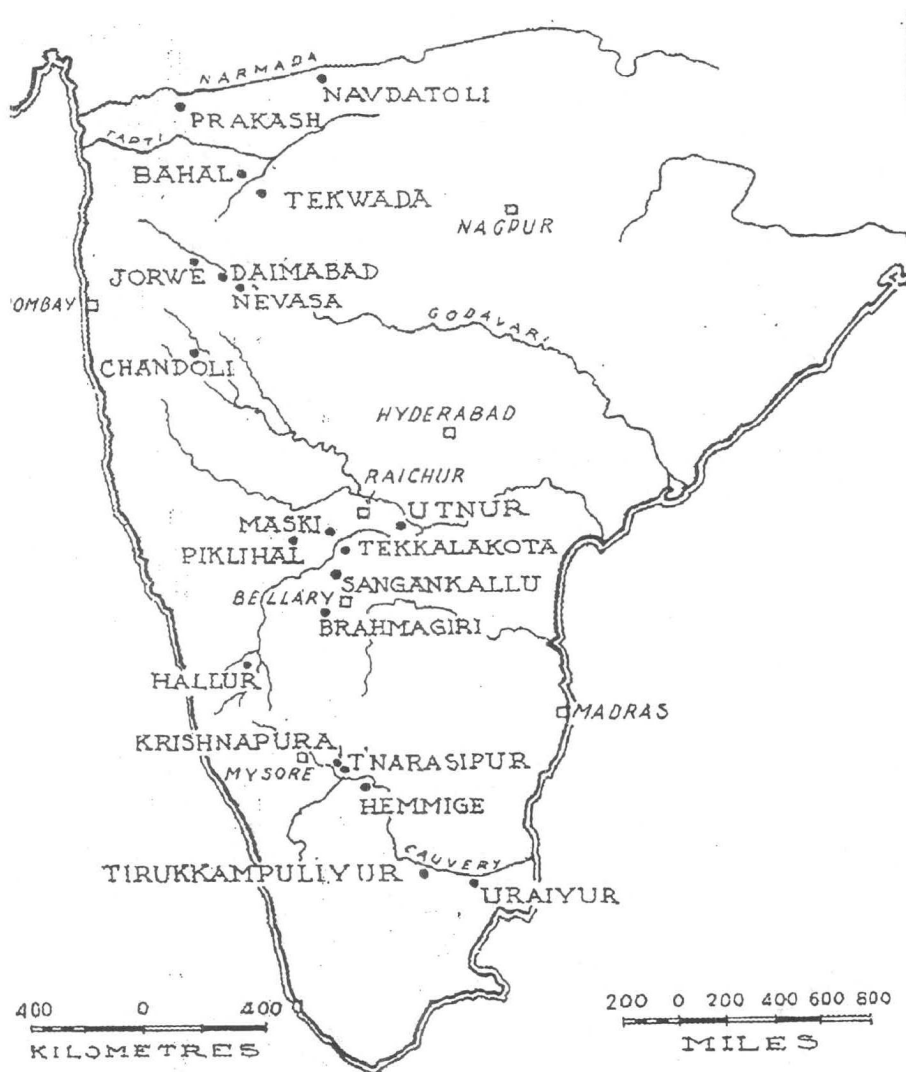 NARMADA
NAVDATOLI
PRAKASH
TAPTI
BAHAL
TEKWADA
NAGPUR
JORWE
DAIMABAD
NEVASA
OMBAY
GODAVARI
CHANDOLI
HYDERABAD
RAICHUR
UTNUR
MASKI
PIKLIHAL
TEKKALAKOTA
SANGANKALLU
BELLARY
BRAHMAGIRI
HALLUR
MADRAS
KRISHNAPURA
MYSORE
T'NARASIPUR
HEMMIGE
CAUVERY
TIRUKKAMPULIYUR
URAIYUR
400 0 400
KILOMETRES
200 0 200 400 600 800
MILES